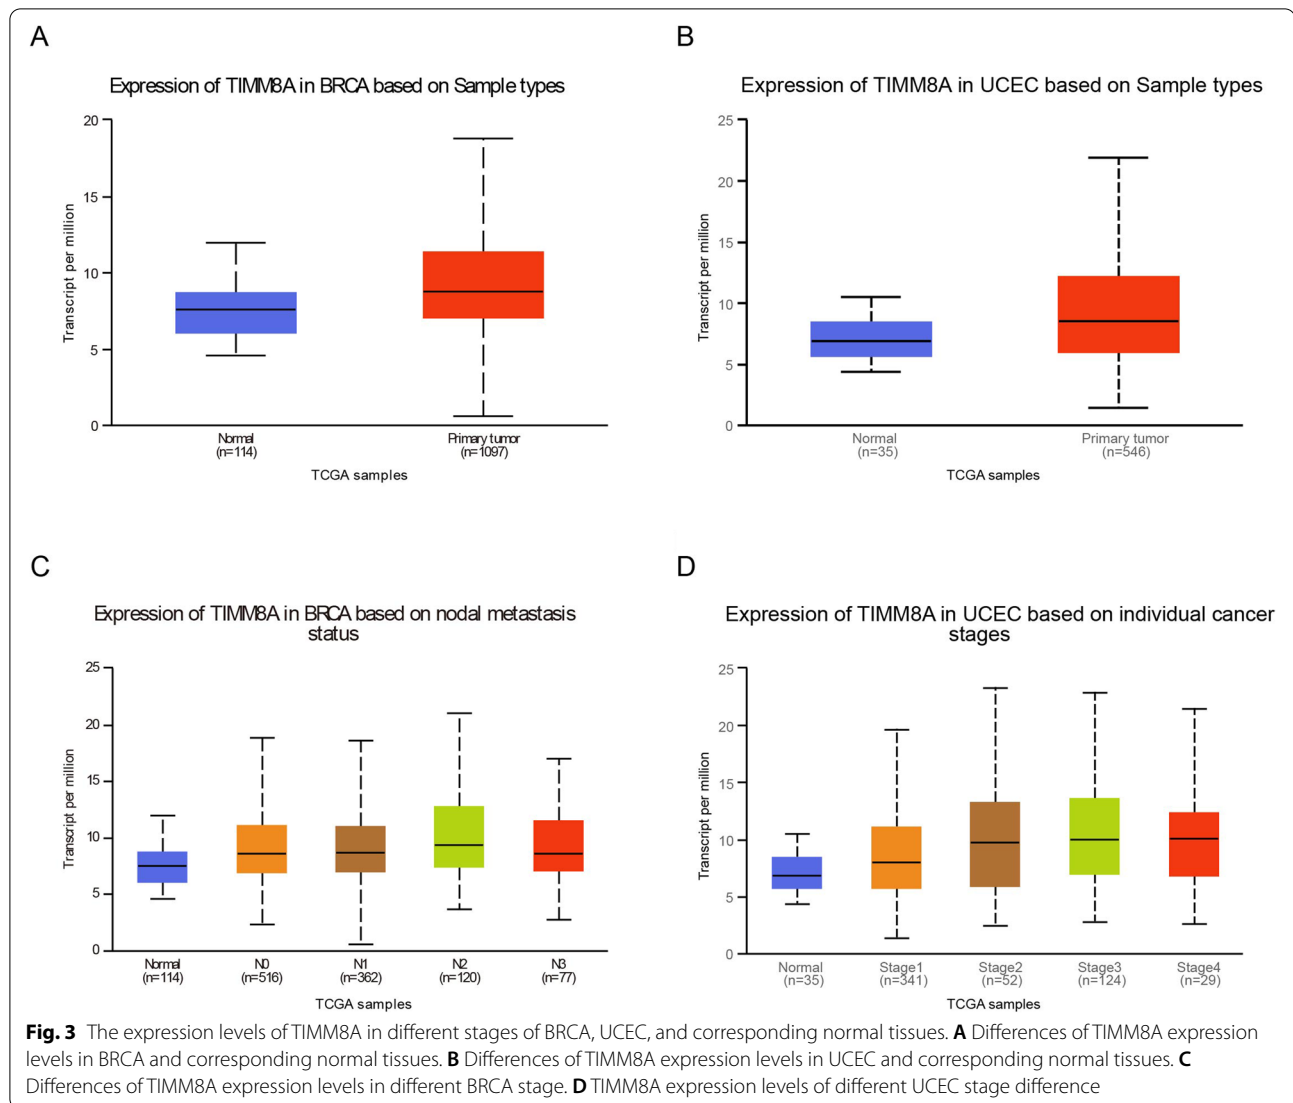 A
Expression of TIMM8A in BRCA based on Sample types
20
15
10
5
0
Transcript per million
Normal
(n=114)
Primary tumor
(n=1097)
TCGA samples
B
Expression of TIMM8A in UCEC based on Sample types
25
20
15
10
5
0
Transcript per million
Normal
(n=35)
Primary tumor
(n=546)
TCGA samples
C
Expression of TIMM8A in BRCA based on nodal metastasis
status
25
20
15
10
5
0
Transcript per million
Normal
(n=114)
N0
(n=516)
N1
(n=362)
N2
(n=120)
N3
(n=77)
TCGA samples
D
Expression of TIMM8A in UCEC based on individual cancer
stages
25
20
15
10
5
0
Transcript per million
Normal
(n=35)
Stage1
(n=341)
Stage2
(n=52)
Stage3
(n=124)
Stage4
(n=29)
TCGA samples
Fig. 3 The expression levels of TIMM8A in different stages of BRCA, UCEC, and corresponding normal tissues. A Differences of TIMM8A expression
levels in BRCA and corresponding normal tissues. B Differences of TIMM8A expression levels in UCEC and corresponding normal tissues. C
Differences of TIMM8A expression levels in different BRCA stage. D TIMM8A expression levels of different UCEC stage difference